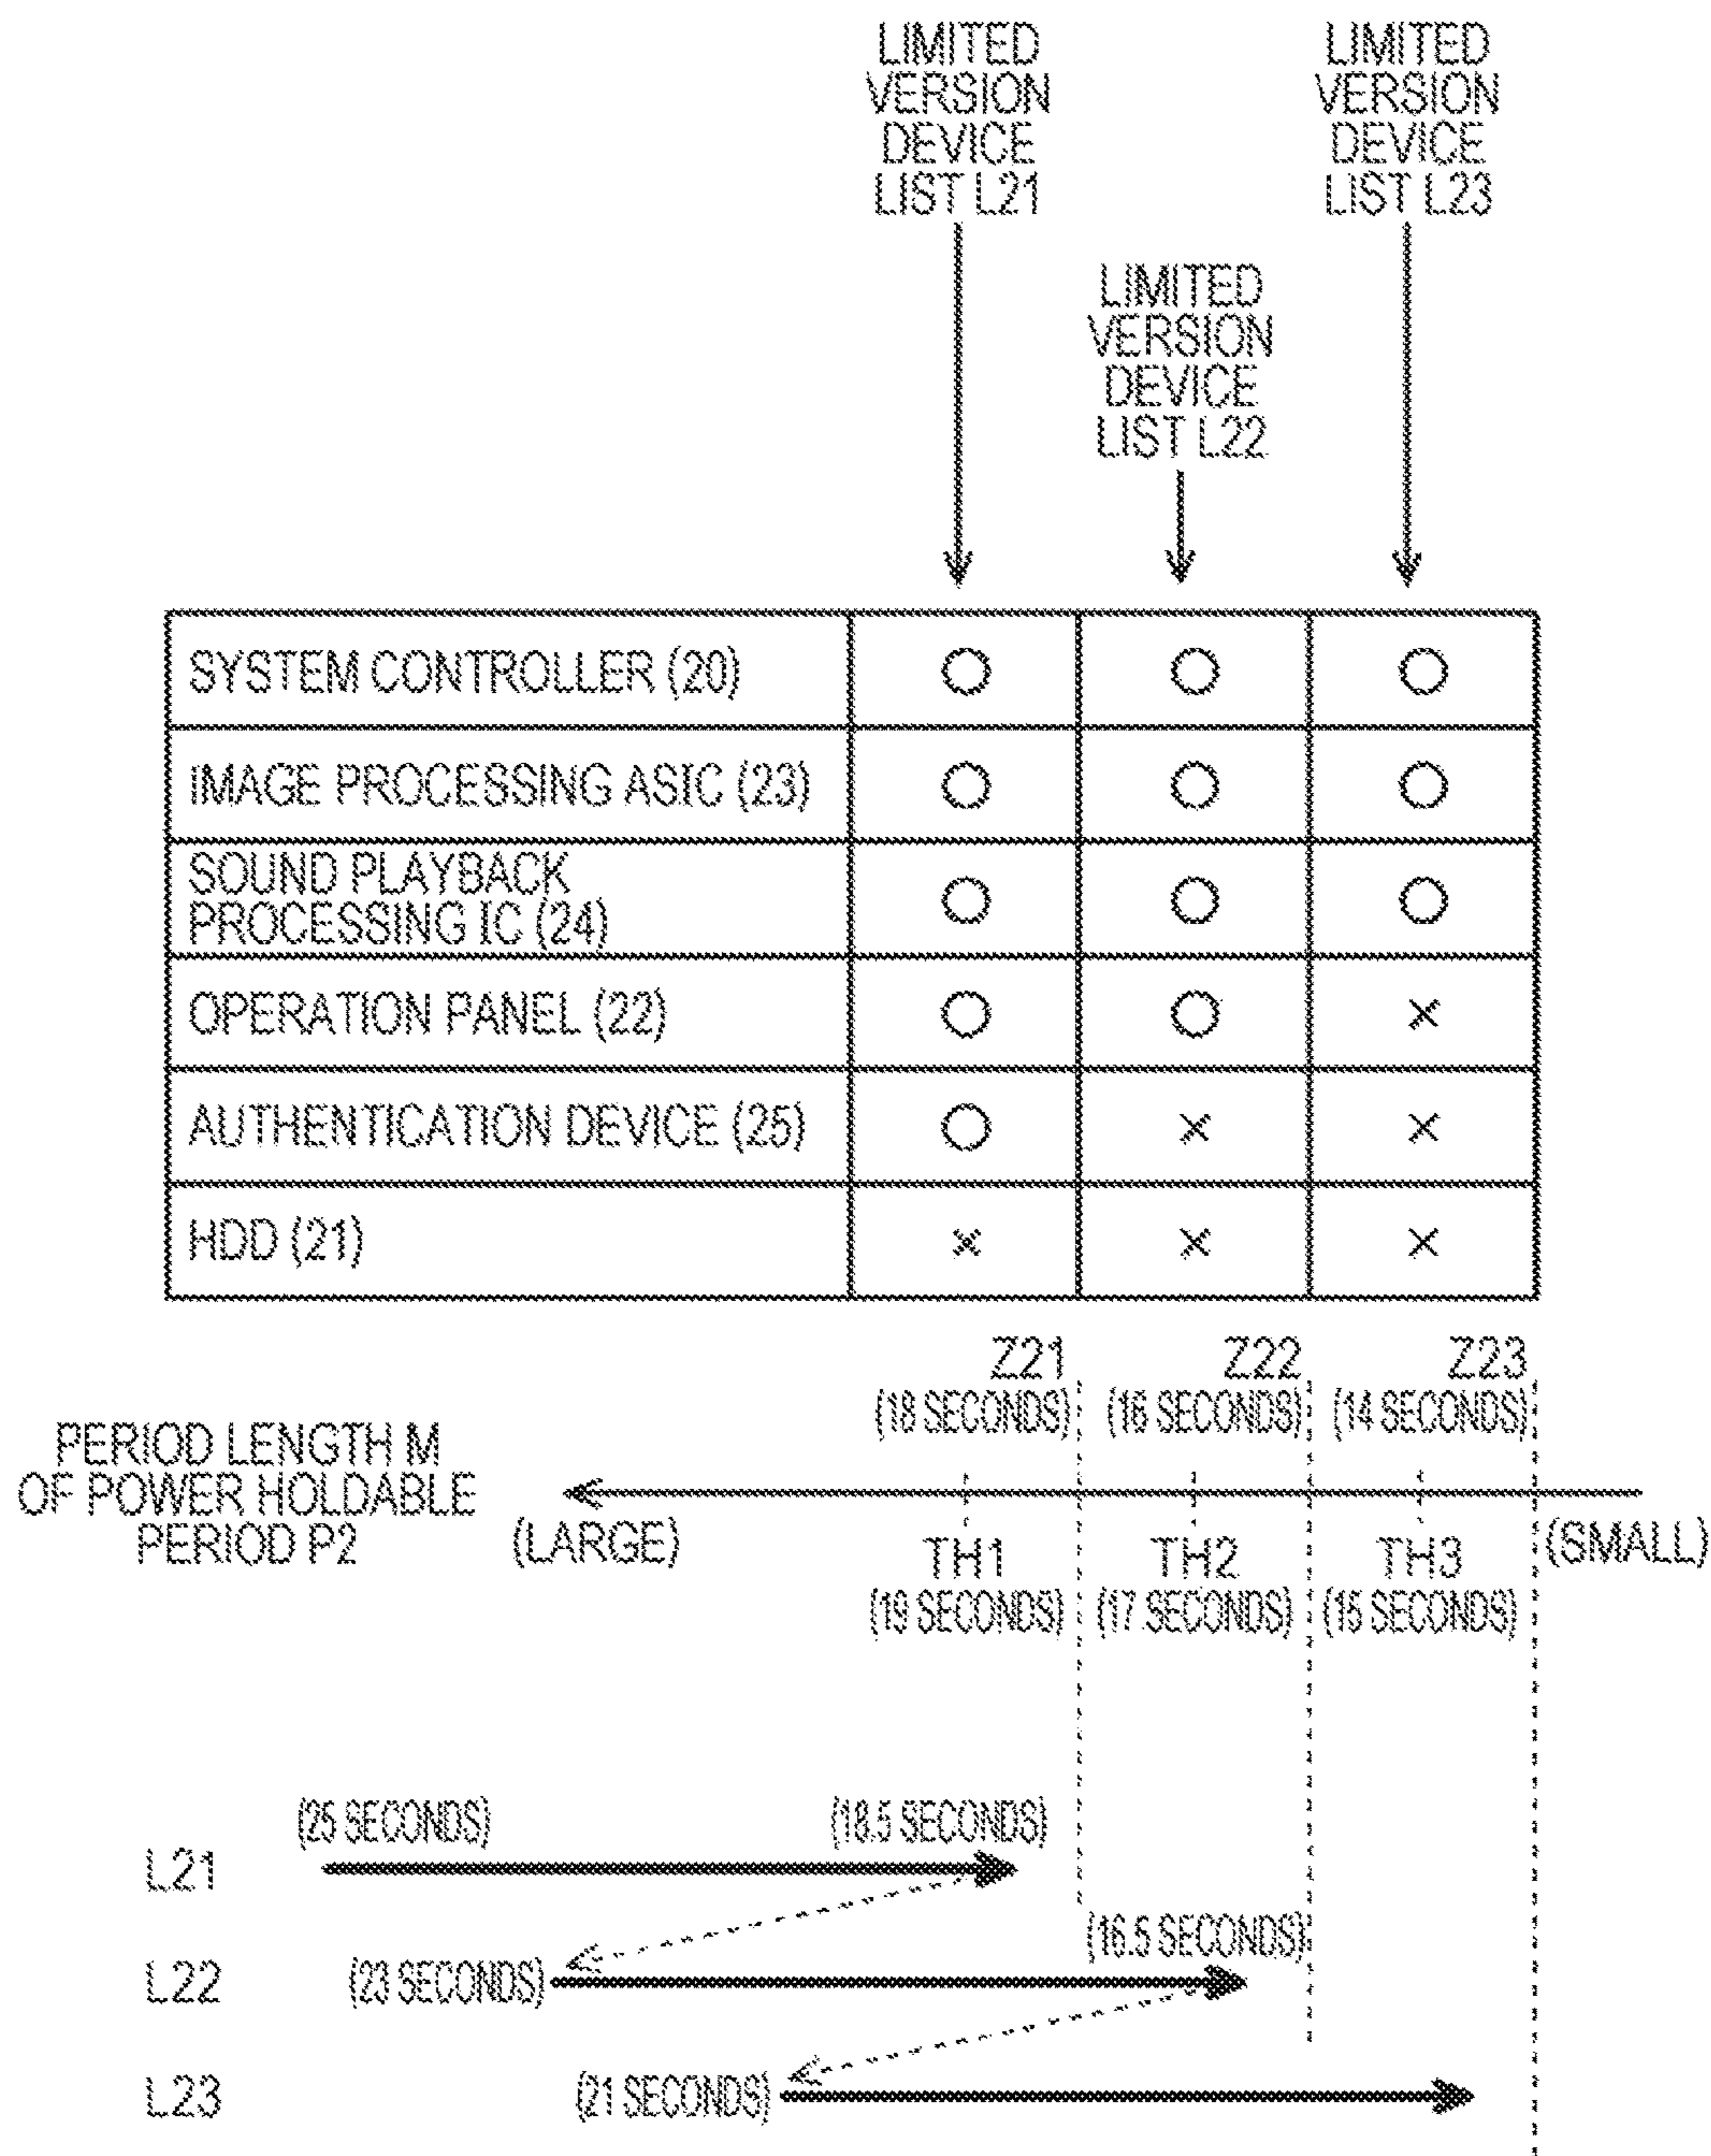 LIMITED
VERSION
DEVICE
LIST L21
LIMITED
VERSION
DEVICE
LIST L23
LIMITED
VERSION
DEVICE
LIST L22
SYSTEM CONTROLLER (20) ○ ○ ○
IMAGE PROCESSING ASIC (23) ○ ○ ○
SOUND PLAYBACK
PROCESSING IC (24) ○ ○ ○
OPERATION PANEL (22) ○ ○ ×
AUTHENTICATION DEVICE (25) ○ × ×
HDD (21) × × ×
Z21 Z22 Z23
(18 SECONDS) (16 SECONDS) (14 SECONDS)
PERIOD LENGTH M
OF POWER HOLDABLE
PERIOD P2
(LARGE)
(SMALL)
TH1 TH2 TH3
(19 SECONDS) (17 SECONDS) (15 SECONDS)
(25 SECONDS) (18.5 SECONDS)
L21
(16.5 SECONDS)
L22 (23 SECONDS)
L23 (21 SECONDS)